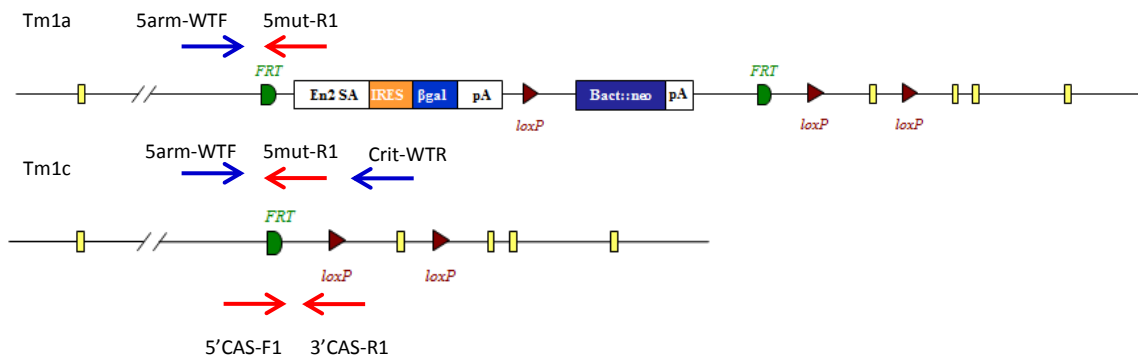 Tm1a 5arm-WTF 5mut-R1
FRT FRT
En2 SA IRES βgal pA Bact::neo pA
loxP loxP loxP
Tm1c 5arm-WTF 5mut-R1 Crit-WTR
FRT
loxP loxP
5’CAS-F1 3’CAS-R1